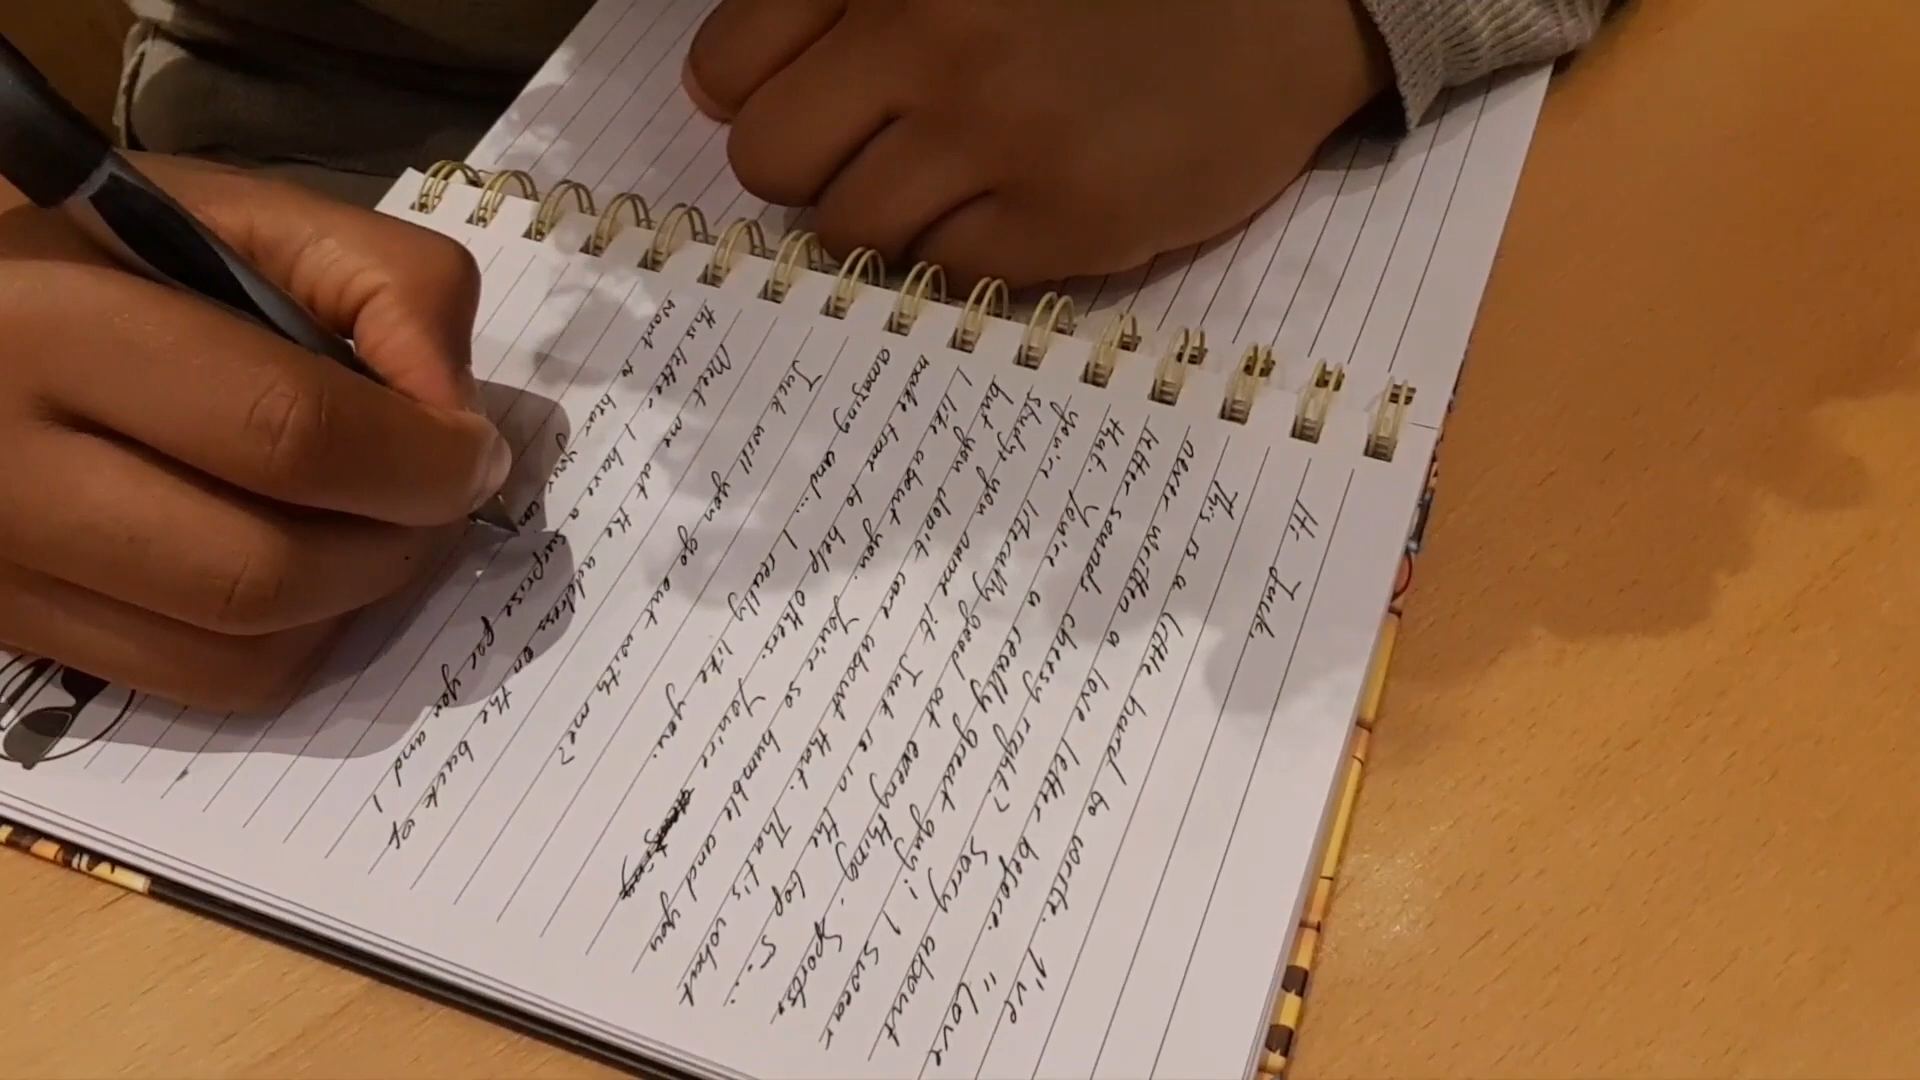 Hi Jack.
This is a little hard to write. I've
never written a love letter before. "Love
letter sounds cheesy right? Sorry about
that. You're a really great guy! I swear
you're literally good at everything. Sports,
study, you name it Jack is in the top 5...
but you don't care about that. That's what
I like about you. You're so humble and you
make time to help others. You're
amazing and... I really like you.
Jack will you go out with me?
Meet me at the address on the back of
this letter I have a suprise for you and I
want to hear your an